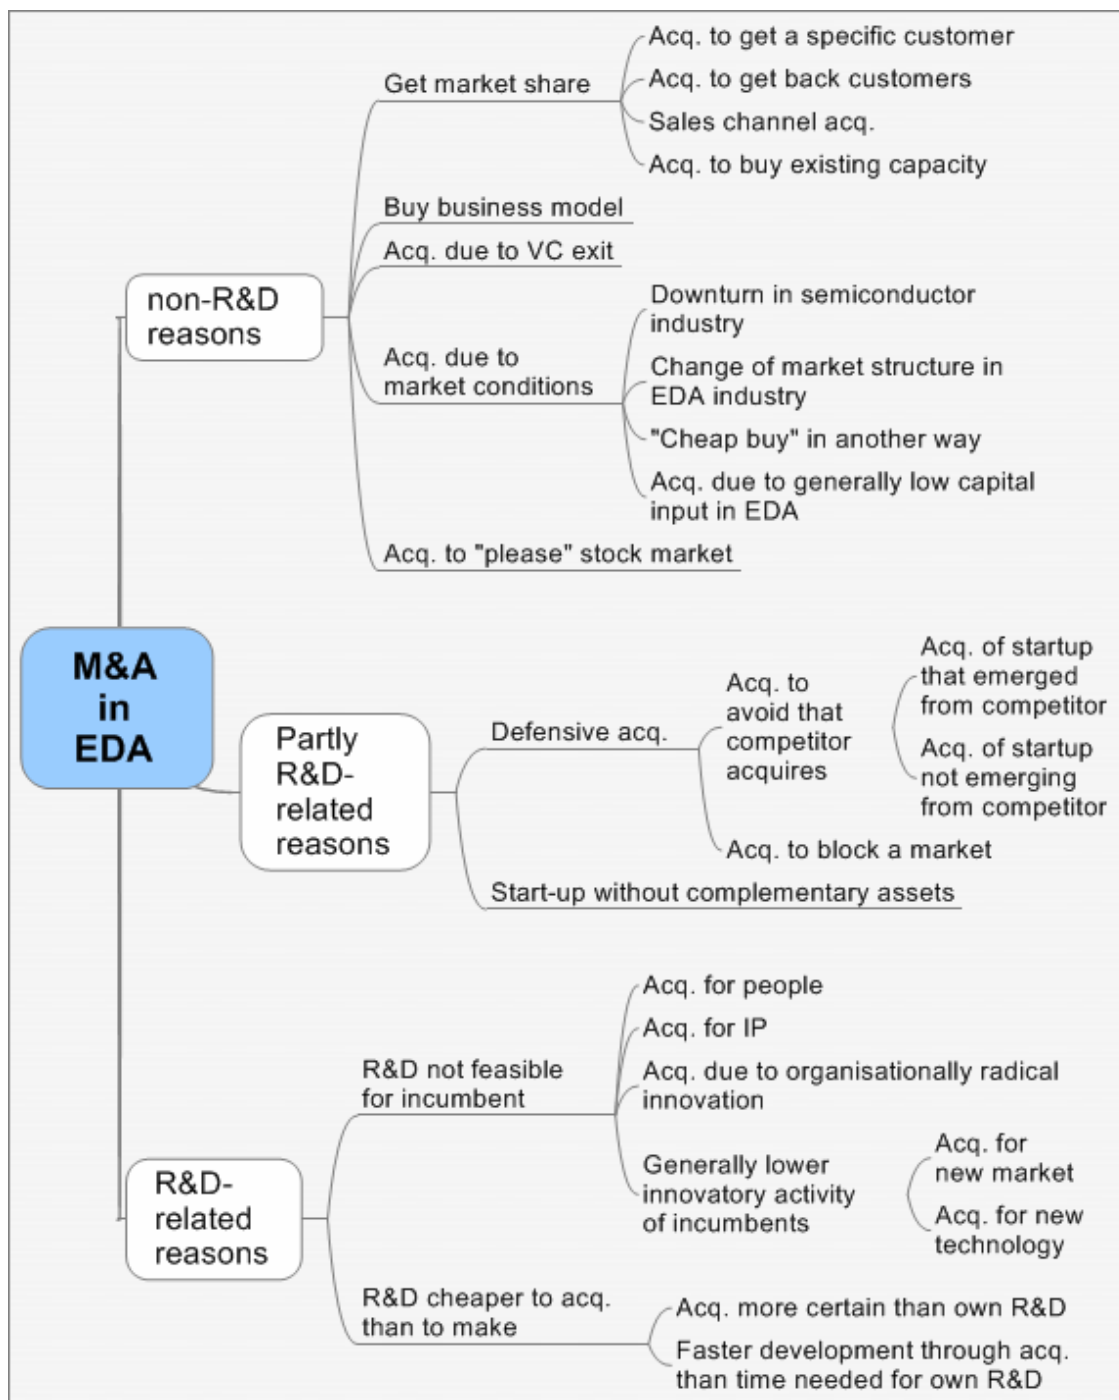 Acq. to get a specific customer
Get market share
Acq. to get back customers
Sales channel acq.
Acq. to buy existing capacity
Buy business model
Acq. due to VC exit
non-R&D
reasons
Downturn in semiconductor
industry
Acq. due to
market conditions
Change of market structure in
EDA industry
"Cheap buy" in another way
Acq. due to generally low capital
input in EDA
Acq. to "please" stock market
M&A
in
EDA
Partly
R&D-
related
reasons
Defensive acq.
Acq. to
avoid that
competitor
acquires
Acq. of startup
that emerged
from competitor
Acq. of startup
not emerging
from competitor
Acq. to block a market
Start-up without complementary assets
R&D-
related
reasons
R&D not feasible
for incumbent
Acq. for people
Acq. for IP
Acq. due to organisationally radical
innovation
Generally lower
innovatory activity
of incumbents
Acq. for
new market
Acq. for new
technology
R&D cheaper to acq.
than to make
Acq. more certain than own R&D
Faster development through acq.
than time needed for own R&D